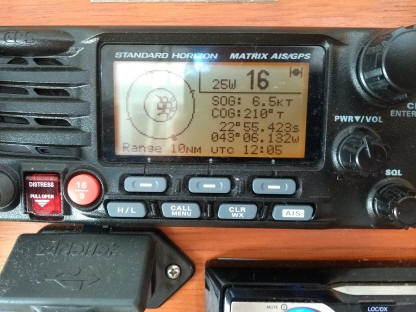 STANDARD HORIZON MATRIX AIS/GPS
25W 16
SOG: 6.5KT
COG:210°T
22°55.423S
043°06.132W
Range 10NM UTC 12:05
PWR▼/VOL
ENTER
SQL
DISTRESS
PULL OPEN
16
9
H/L
CALL
MENU
CLR
WX
AIS
MUTE
LOC/DX